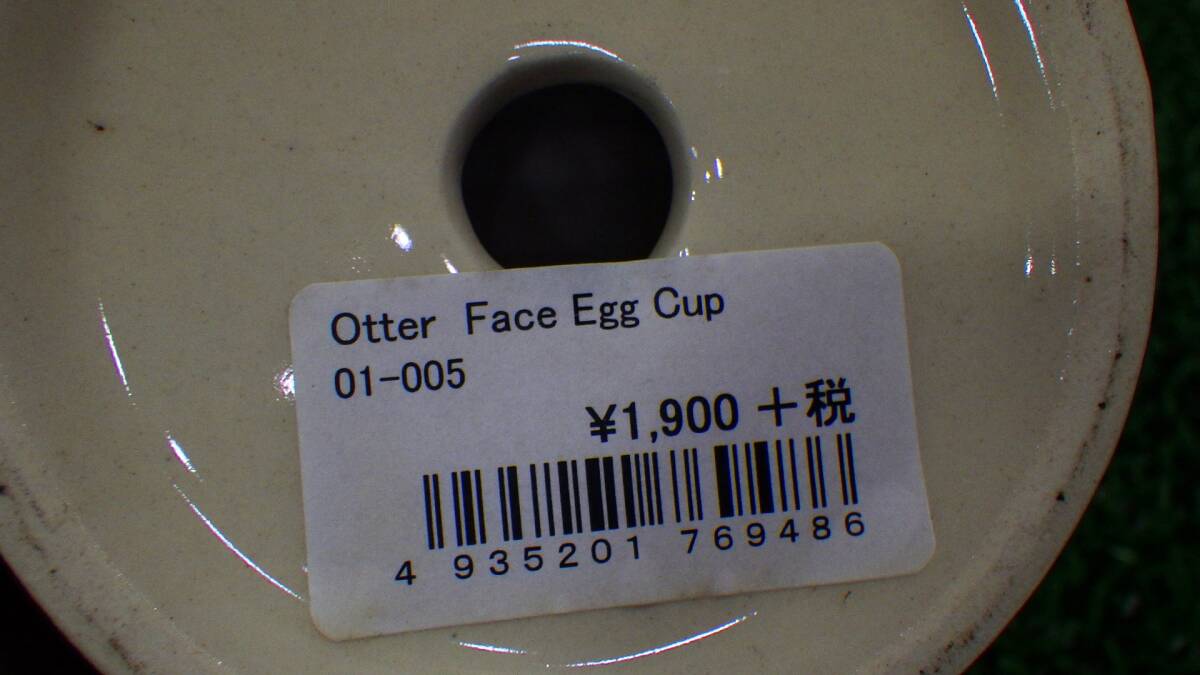 Otter Face Egg Cup
01-005
¥1,900 +税
4 935201 769486